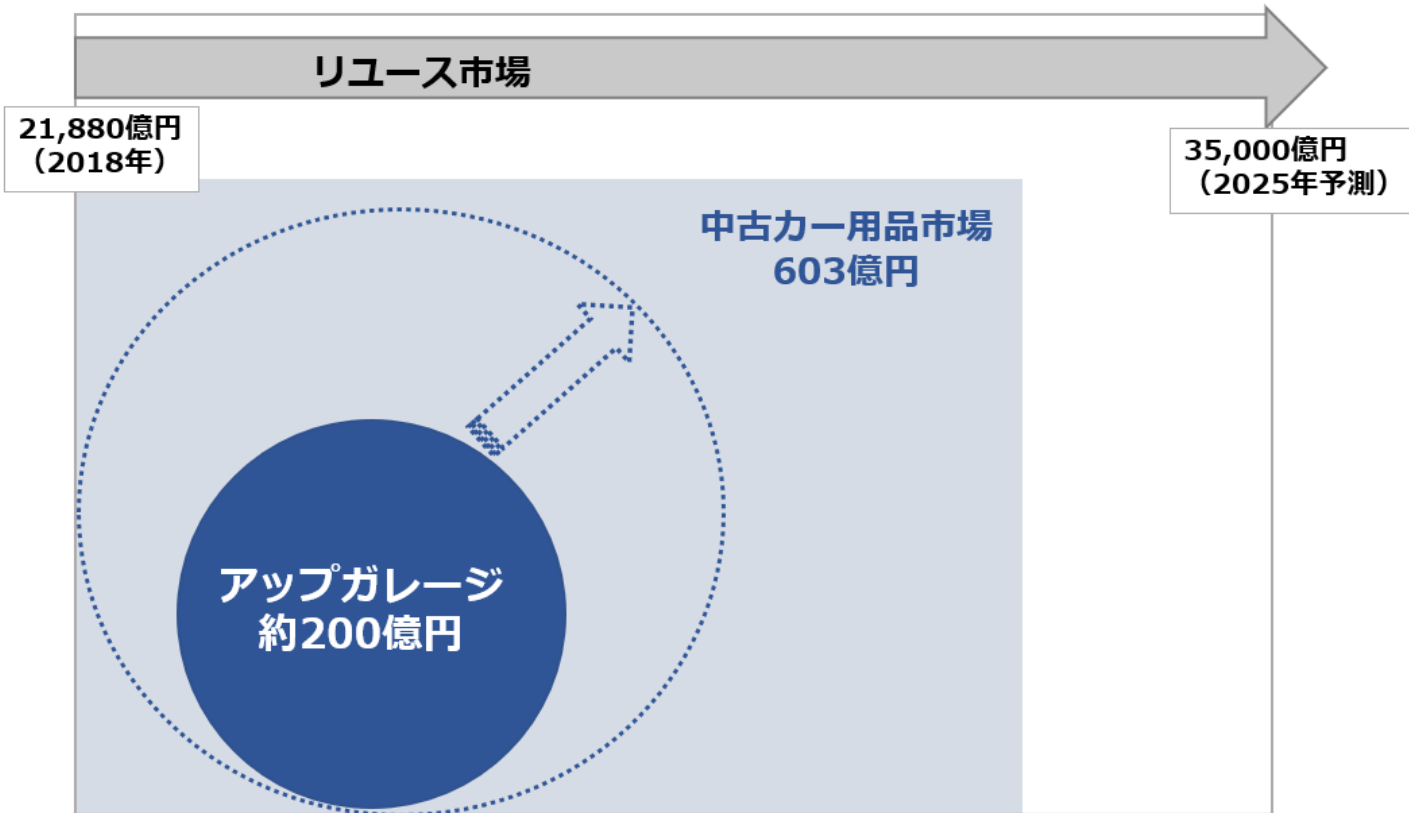 リユース市場
21,880億円
（2018年）
35,000億円
（2025年予測）
中古カー用品市場
603億円
アップガレージ
約200億円